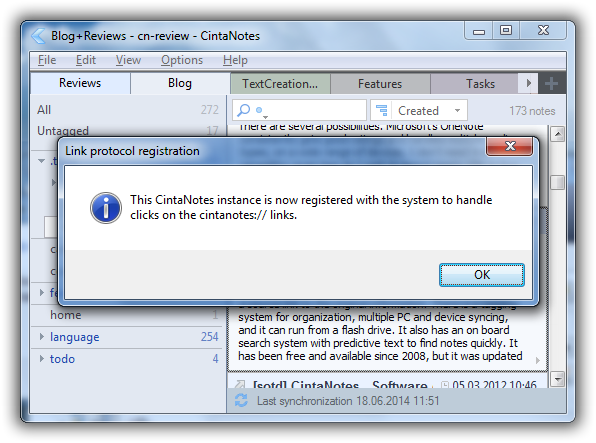 Blog+Reviews - cn-review - CintaNotes
File Edit View Options Help
Reviews Blog TextCreation... Features Tasks
All 272
Created 173 notes
Untagged 17
There are several possibilities. Microsoft's OneNote
Link protocol registration
This CintaNotes instance is now registered with the system to handle
clicks on the cintanotes:// links.
OK
system for organization, multiple PC and device syncing,
home 1
and it can run from a flash drive. It also has an on board
language 254
search system with predictive text to find notes quickly. It
todo 4
has been free and available since 2008, but it was updated
[sotd] CintaNotes Software 05.03.2012 10:46
Last synchronization 18.06.2014 11:51